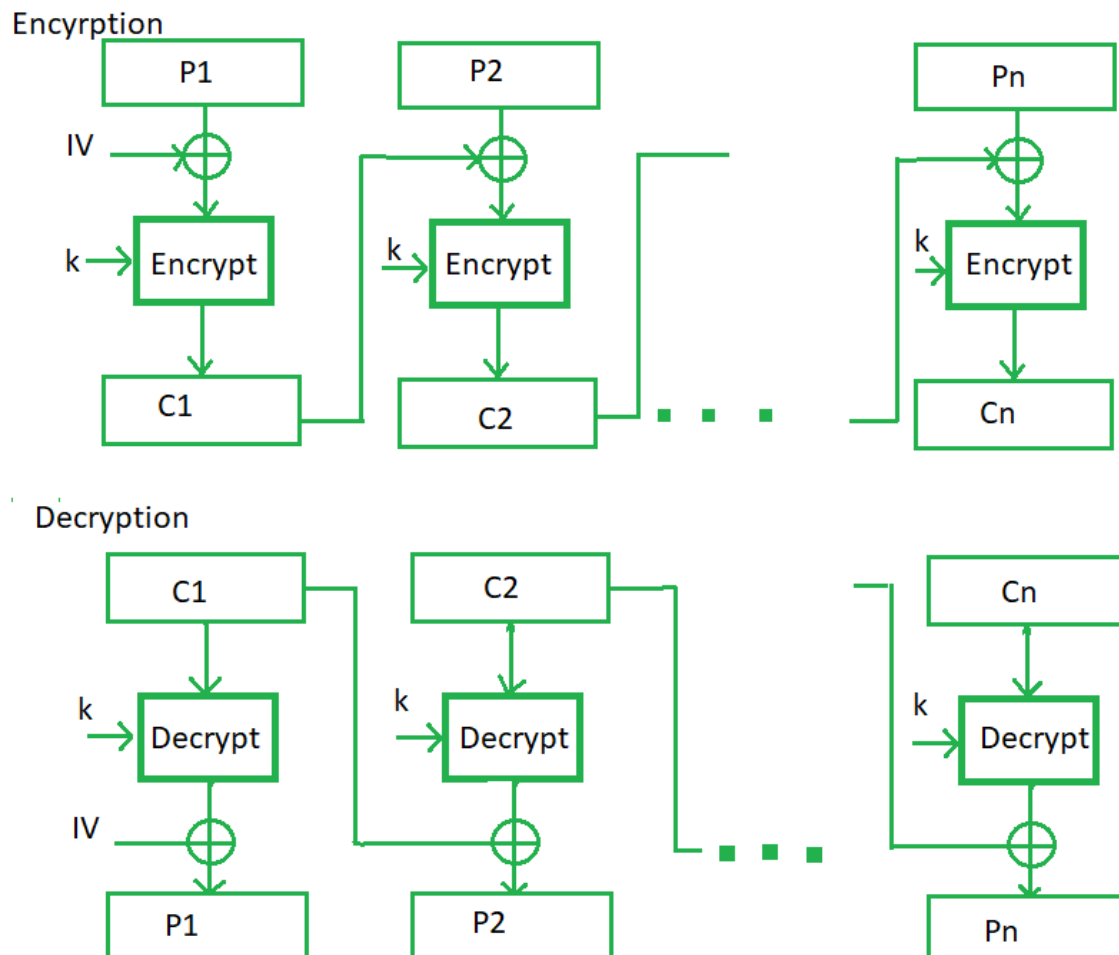 Encyrption
P1 P2 Pn
IV
k Encrypt k Encrypt k Encrypt
C1 C2 Cn
Decryption
C1 C2 Cn
k Decrypt k Decrypt k Decrypt
IV
P1 P2 Pn